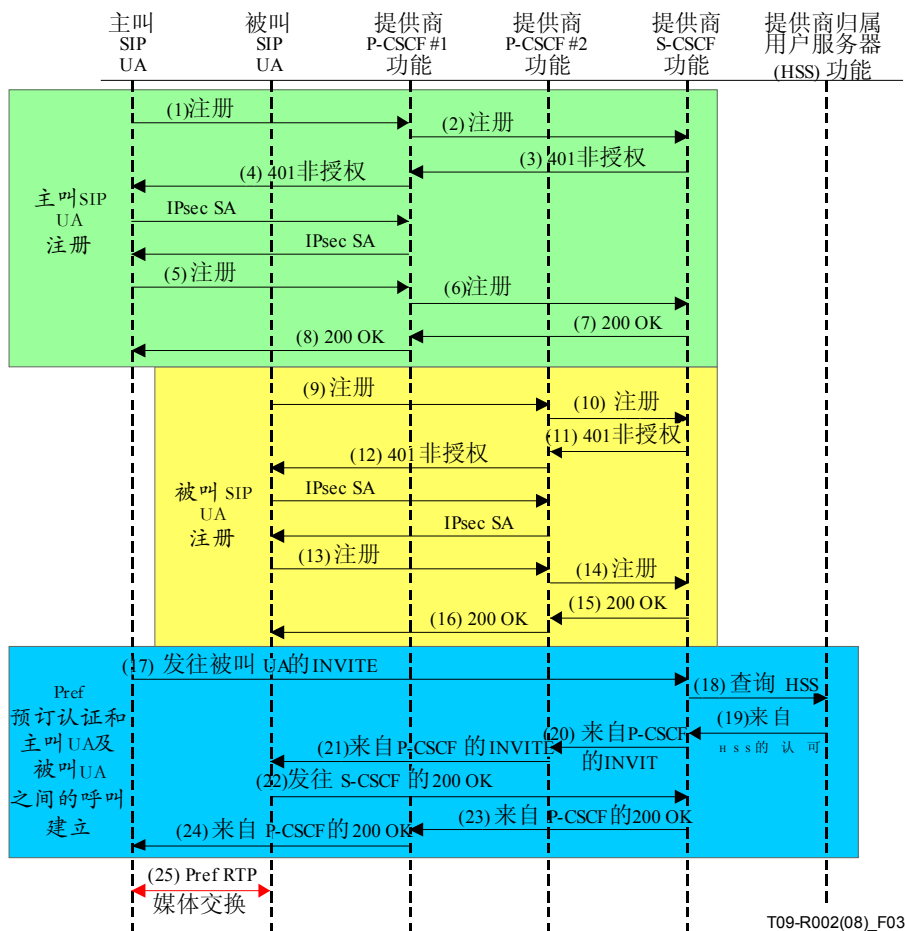 主叫
SIP
UA
被叫
SIP
UA
提供商
P-CSCF #1
功能
提供商
P-CSCF #2
功能
提供商
S-CSCF
功能
提供商归属
用户服务器
(HSS) 功能
主叫SIP
UA
注册
(1)注册
(2) 注册
(3) 401非授权
(4) 401非授权
IPsec SA
IPsec SA
(5) 注册
(6)注册
(7) 200 OK
(8) 200 OK
被叫 SIP
UA
注册
(9) 注册
(10) 注册
(11) 401非授权
(12) 401 非授权
IPsec SA
IPsec SA
(13) 注册
(14) 注册
(15) 200 OK
(16) 200 OK
Pref
预订认证和
主叫UA及
被叫UA
之间的呼叫
建立
(17) 发往被叫 UA的INVITE
(18) 查询 HSS
(19)来自
HSS的 认 可
(20) 来自P-CSCF
的INVIT
(21)来自P-CSCF 的INVITE
(22)发往 S-CSCF 的200 OK
(23) 来自 P-CSCF的200 OK
(24) 来自 P-CSCF的200 OK
(25) Pref RTP
媒体交换
T09-R002(08)_F03